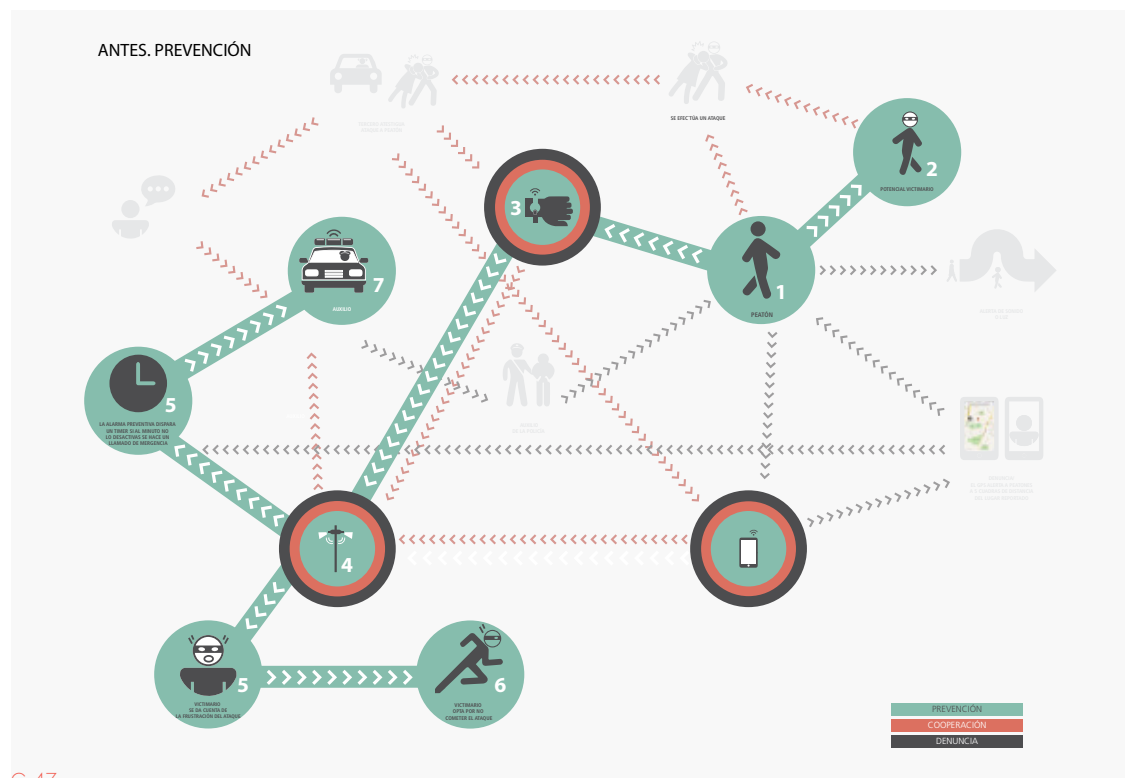 ANTES. PREVENCIÓN
SE EFECTÚA UN ATAQUE
2
POTENCIAL VICTIMARIO
3
1
PEATÓN
7
AUXILIO
5
LA ALARMA PREVENTIVA DISPARA
UN TIMER SI AL MINUTO NO
LO DESACTIVAS SE HACE UN
LLAMADO DE MERGENCIA
4
5
VICTIMARIO
SE DA CUENTA DE
LA FRUSTRACIÓN DEL ATAQUE
6
VICTIMARIO
OPTA POR NO
COMETER EL ATAQUE
PREVENCIÓN
COOPERACIÓN
DENUNCIA